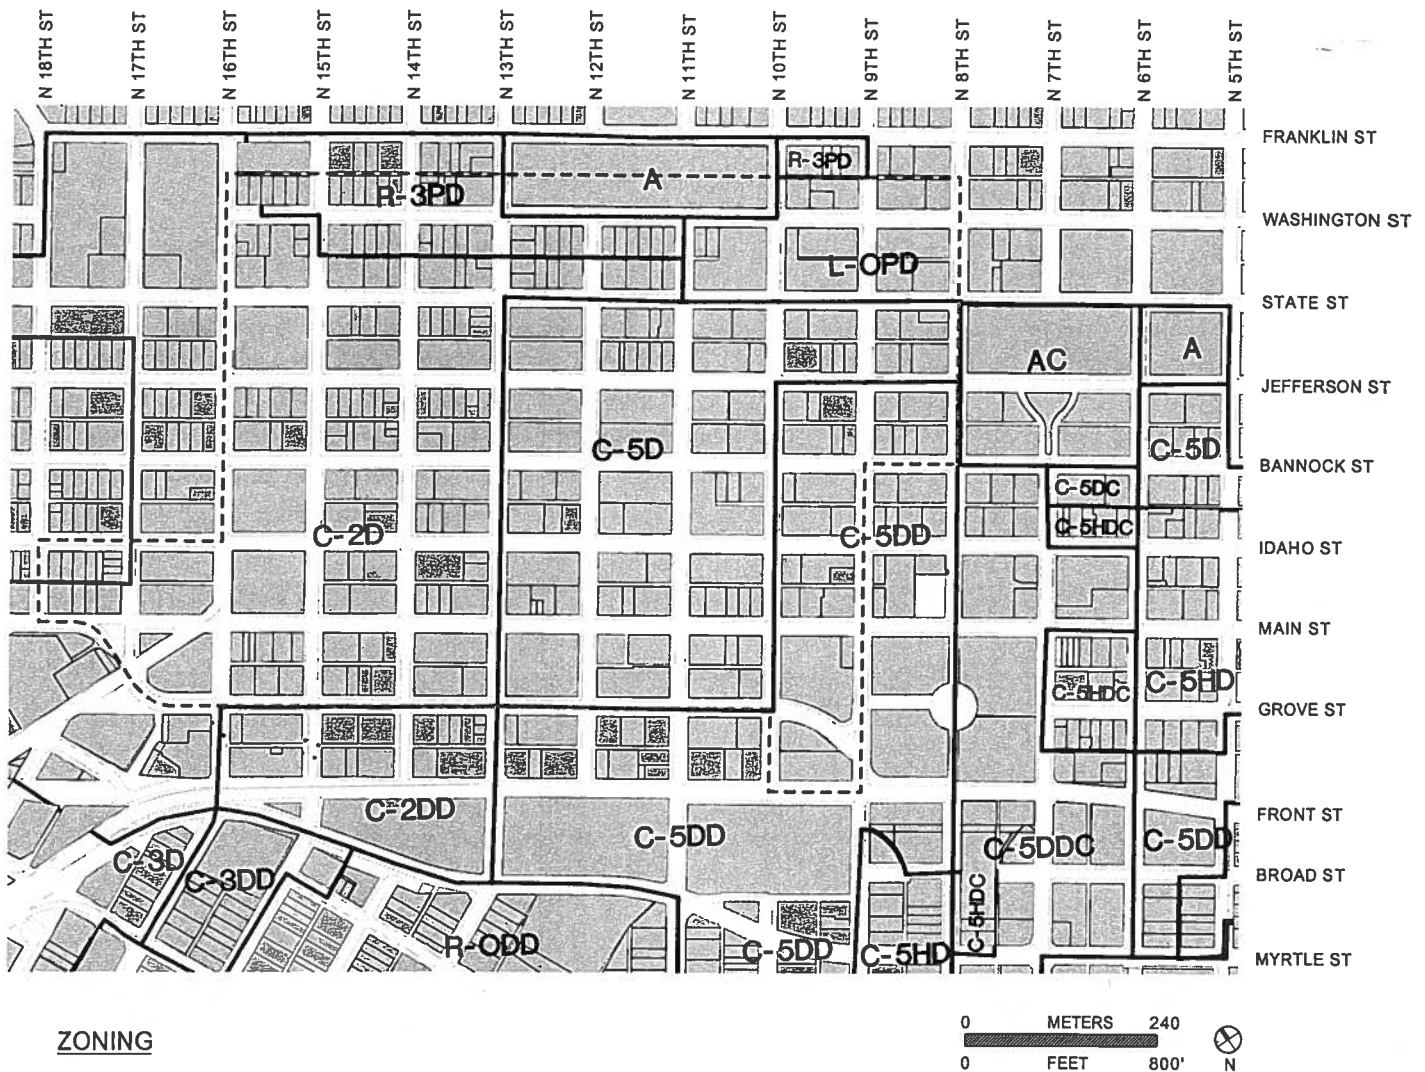 N 18TH ST
N 17TH ST
N 16TH ST
N 15TH ST
N 14TH ST
N 13TH ST
N 12TH ST
N 11TH ST
N 10TH ST
N 9TH ST
N 8TH ST
N 7TH ST
N 6TH ST
N 5TH ST
FRANKLIN ST
R-3PD
A
R-3PD
WASHINGTON ST
L-OPD
STATE ST
AC
A
JEFFERSON ST
C-5D
C-5D
BANNOCK ST
C-5DC
C-5HDC
C-2D
C-5DD
IDAHO ST
MAIN ST
C-5HDC
C-5HD
GROVE ST
C-2DD
C-5DD
FRONT ST
C-5DDC
C-5DD
C-3D
C-3DD
BROAD ST
C-5HDC
R-ODD
C-5DD
C-5HD
MYRTLE ST
ZONING
0 METERS 240
0 FEET 800'
N